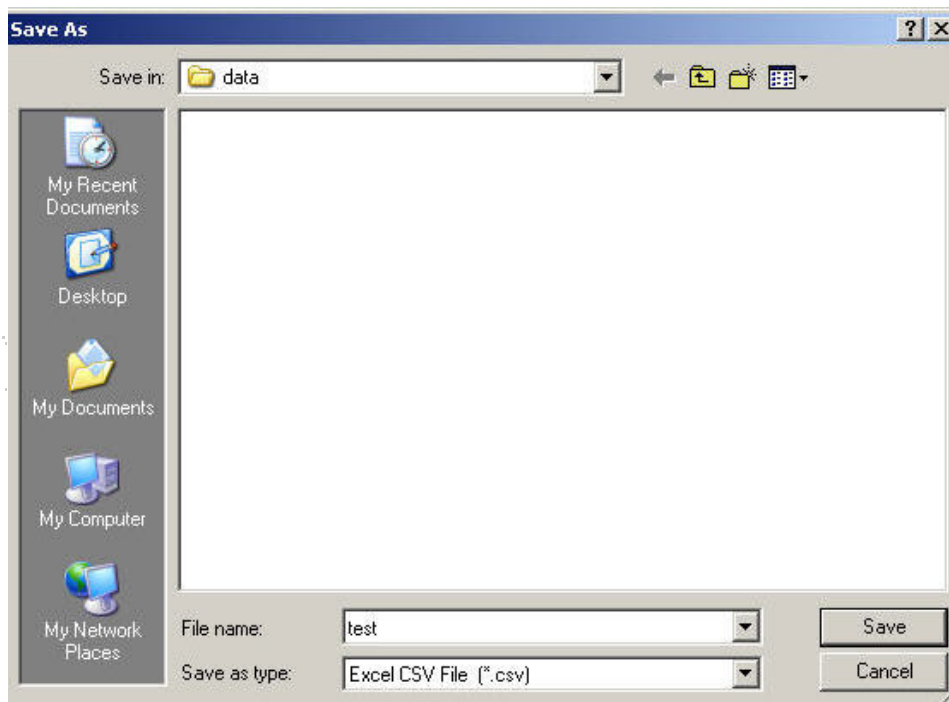 Save As
Save in: data
My Recent
Documents
Desktop
My Documents
My Computer
My Network
Places
File name: test Save
Save as type: Excel CSV File (*.csv) Cancel